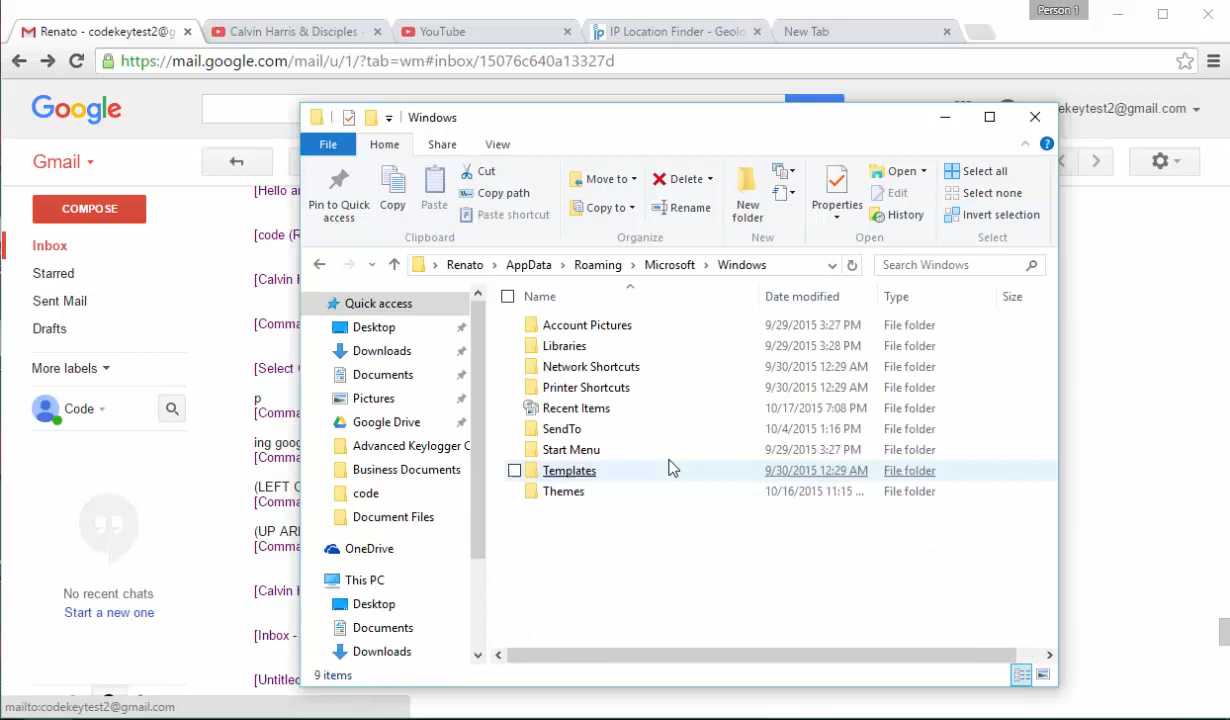 Person 1
Renato - codekeytest2@g
Calvin Harris & Disciples -
YouTube
IP Location Finder - Geolo
New Tab
https://mail.google.com/mail/u/1/?tab=wm#inbox/15076c640a13327d
Google
ekeytest2@gmail.com
Gmail
COMPOSE
Inbox
Starred
Sent Mail
Drafts
More labels
Code
No recent chats
Start a new one
[Hello a
[code (R
[Calvin H
[Comma
[Select
p
[Comma
ing goog
[Comma
(LEFT C
[Comma
(UP AR
[Comma
[Calvin H
[Inbox -
[Untitled
mailto:codekeytest2@gmail.com
Windows
File
Home
Share
View
Pin to Quick access
Copy
Paste
Cut
Copy path
Paste shortcut
Clipboard
Move to
Copy to
Delete
Rename
Organize
New folder
New
Properties
Open
Edit
History
Open
Select all
Select none
Invert selection
Select
Renato > AppData > Roaming > Microsoft > Windows
Search Windows
Quick access
Desktop
Downloads
Documents
Pictures
Google Drive
Advanced Keylogger C
Business Documents
code
Document Files
OneDrive
This PC
Desktop
Documents
Downloads
Name Date modified Type Size
Account Pictures 9/29/2015 3:27 PM File folder
Libraries 9/29/2015 3:28 PM File folder
Network Shortcuts 9/30/2015 12:29 AM File folder
Printer Shortcuts 9/30/2015 12:29 AM File folder
Recent Items 10/17/2015 7:08 PM File folder
SendTo 10/4/2015 1:16 PM File folder
Start Menu 9/29/2015 3:27 PM File folder
Templates 9/30/2015 12:29 AM File folder
Themes 10/16/2015 11:15 ... File folder
9 items